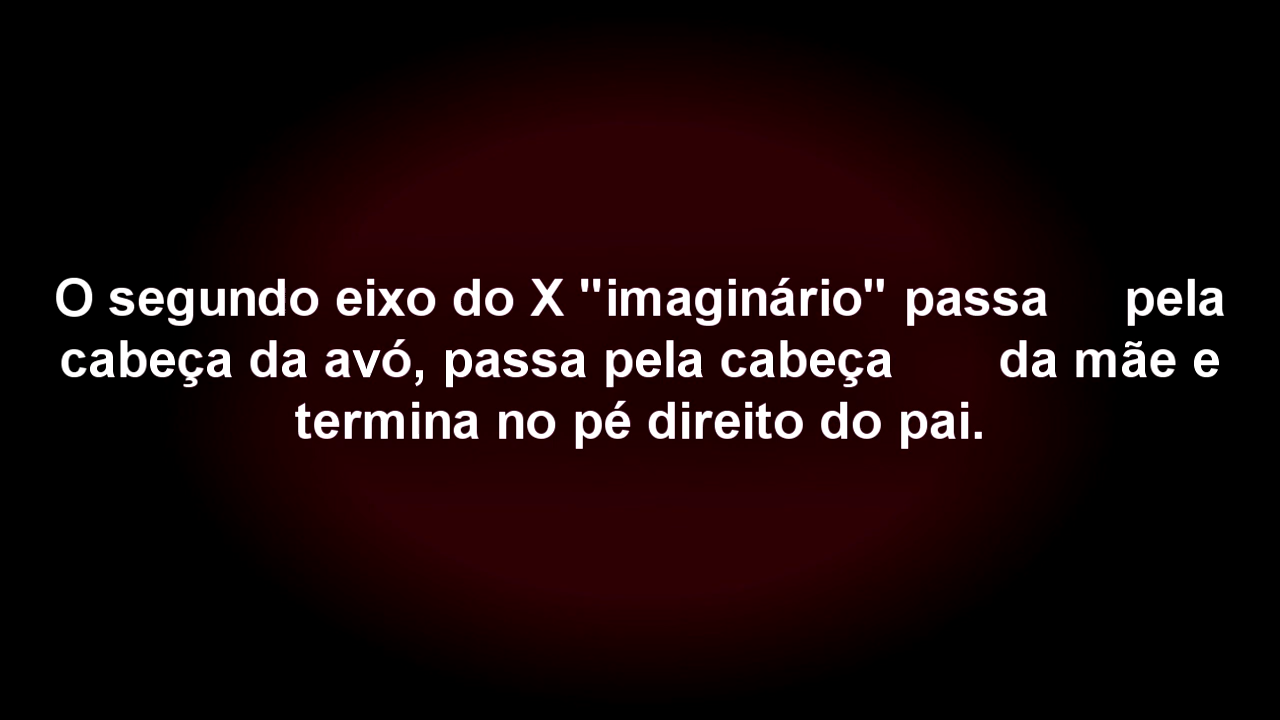 O segundo eixo do X "imaginário" passa pela
cabeça da avó, passa pela cabeça da mãe e
termina no pé direito do pai.